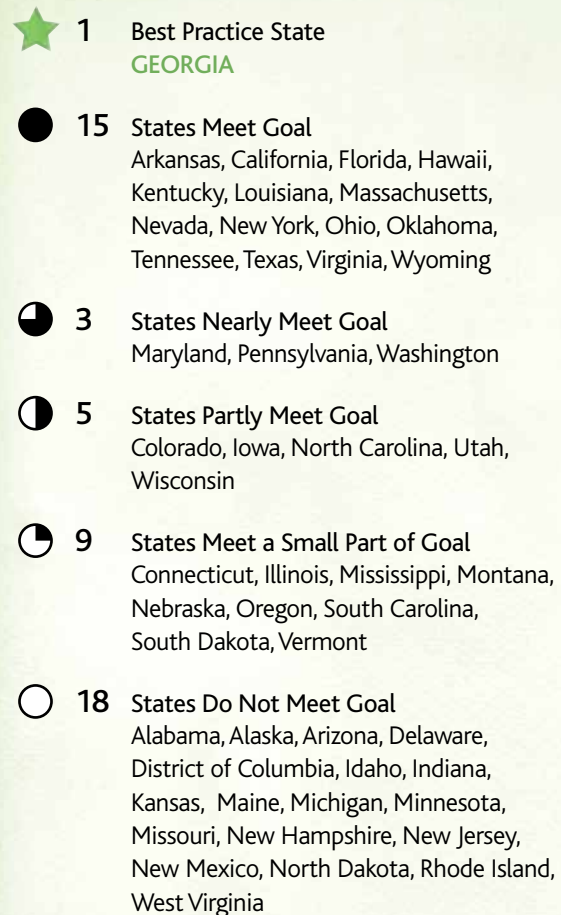 1 Best Practice State
GEORGIA
15 States Meet Goal
Arkansas, California, Florida, Hawaii,
Kentucky, Louisiana, Massachusetts,
Nevada, New York, Ohio, Oklahoma,
Tennessee, Texas, Virginia, Wyoming
3 States Nearly Meet Goal
Maryland, Pennsylvania, Washington
5 States Partly Meet Goal
Colorado, Iowa, North Carolina, Utah,
Wisconsin
9 States Meet a Small Part of Goal
Connecticut, Illinois, Mississippi, Montana,
Nebraska, Oregon, South Carolina,
South Dakota, Vermont
18 States Do Not Meet Goal
Alabama, Alaska, Arizona, Delaware,
District of Columbia, Idaho, Indiana,
Kansas, Maine, Michigan, Minnesota,
Missouri, New Hampshire, New Jersey,
New Mexico, North Dakota, Rhode Island,
West Virginia